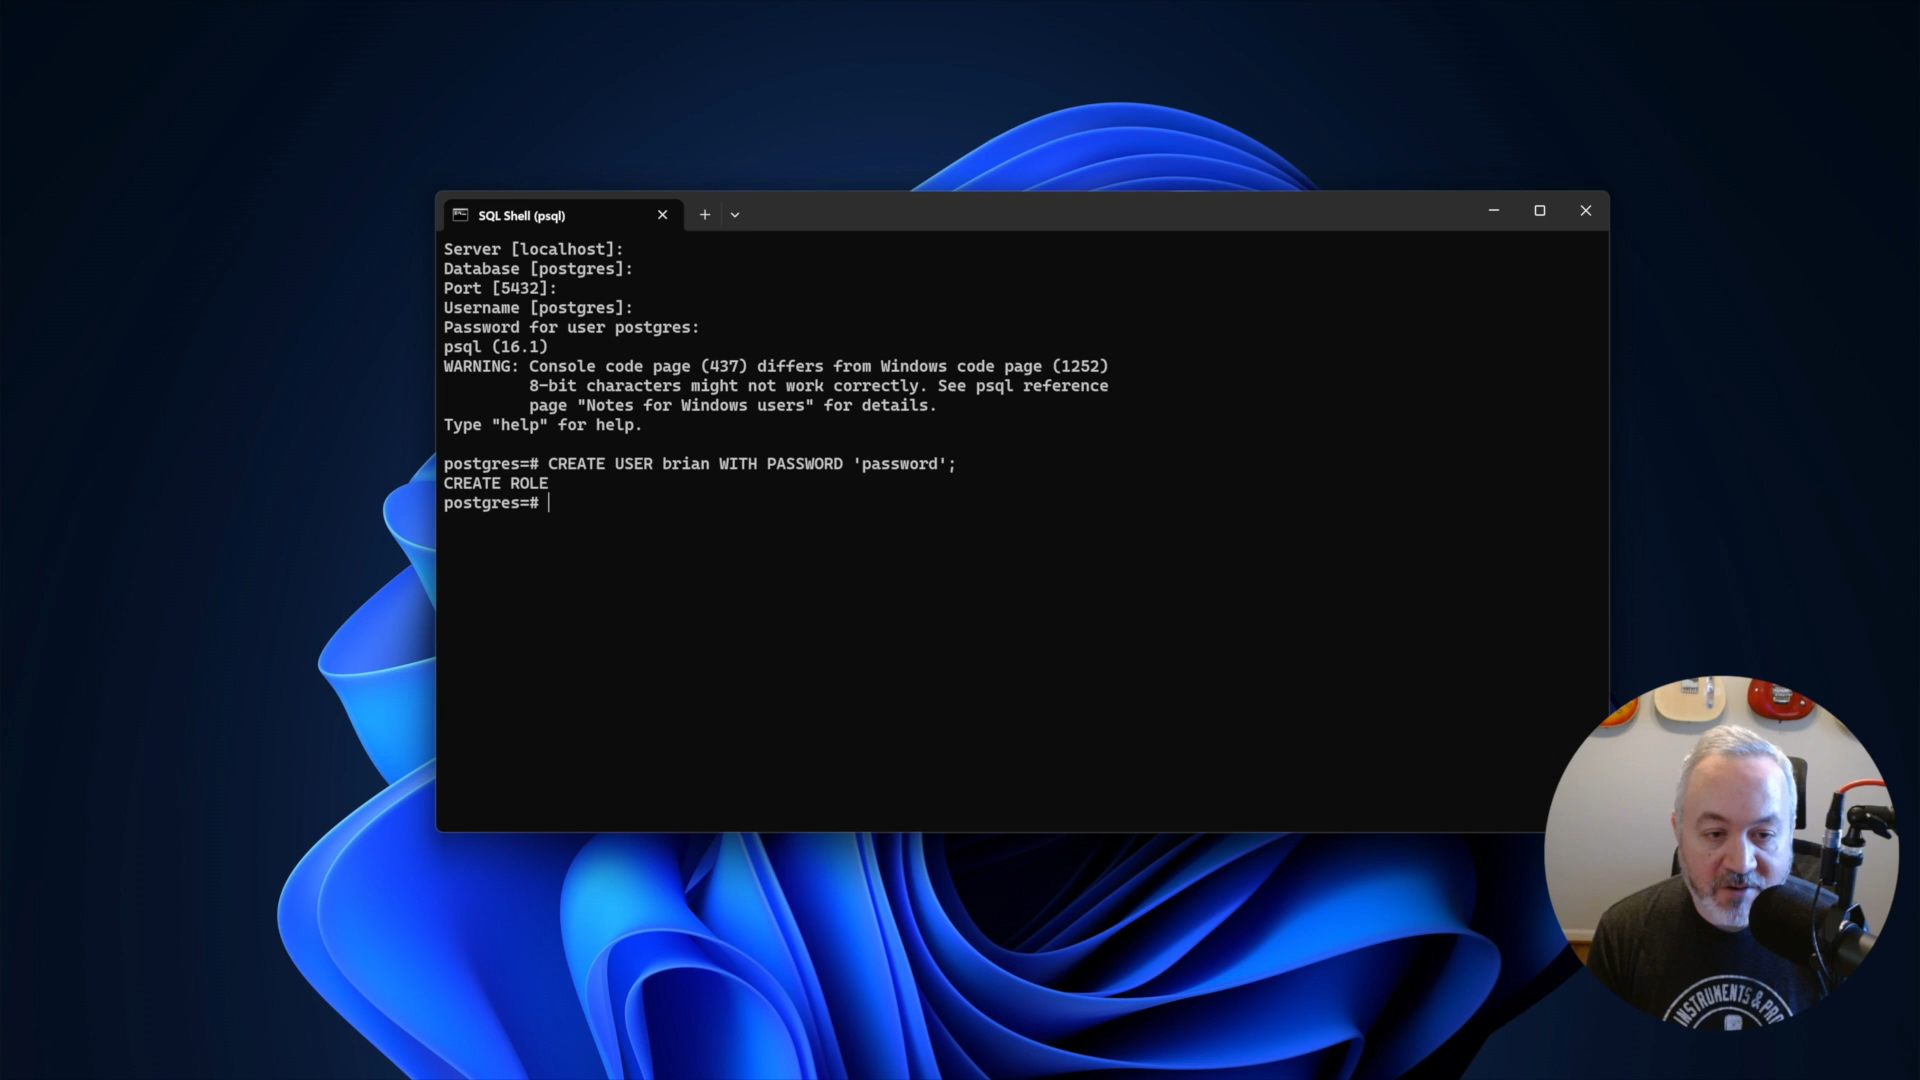 SQL Shell (psql)
Server [localhost]:
Database [postgres]:
Port [5432]:
Username [postgres]:
Password for user postgres:
psql (16.1)
WARNING: Console code page (437) differs from Windows code page (1252)
8-bit characters might not work correctly. See psql reference
page "Notes for Windows users" for details.
Type "help" for help.
postgres=# CREATE USER brian WITH PASSWORD 'password';
CREATE ROLE
postgres=#
INSTRUMENTS &